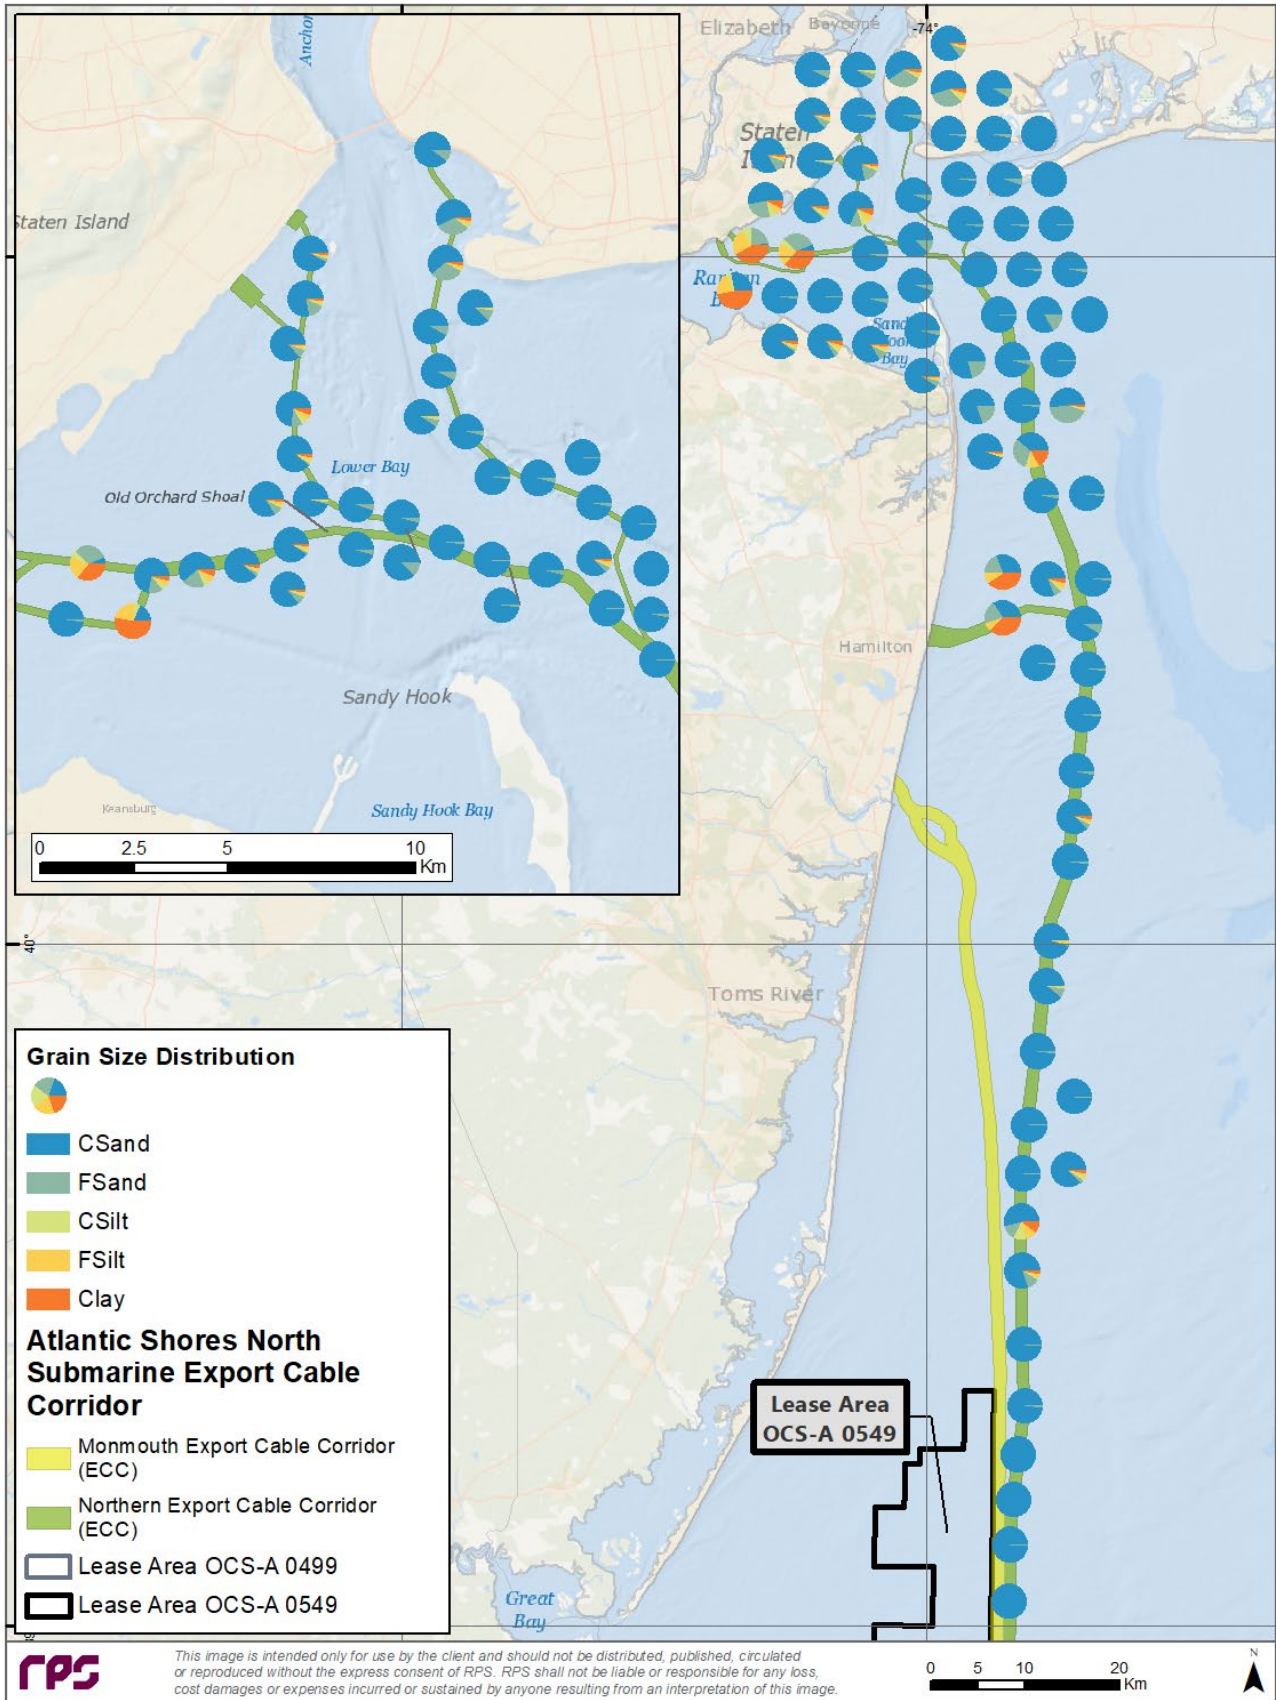 Anchor
Staten Island
Lower Bay
Old Orchard Shoal
Sandy Hook
Keansburg
Sandy Hook Bay
0 2.5 5 10
Km
Elizabeth
Bayonne
-74°
Staten
Island
Raritan
Sandy
Hook
Bay
Hamilton
40°
Toms River
Lease Area
OCS-A 0549
Great
Bay
Grain Size Distribution
CSand
FSand
CSilt
FSilt
Clay
Atlantic Shores North
Submarine Export Cable
Corridor
Monmouth Export Cable Corridor
(ECC)
Northern Export Cable Corridor
(ECC)
Lease Area OCS-A 0499
Lease Area OCS-A 0549
rps
This image is intended only for use by the client and should not be distributed, published, circulated
or reproduced without the express consent of RPS. RPS shall not be liable or responsible for any loss,
cost damages or expenses incurred or sustained by anyone resulting from an interpretation of this image.
0 5 10 20
Km
N